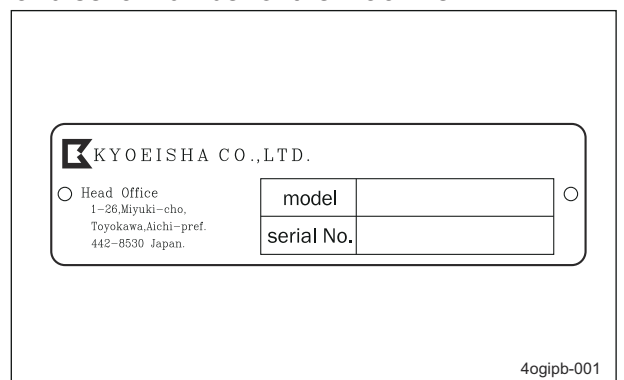 KYOEISHA CO.,LTD.
Head Office
1-26,Miyuki-cho,
Toyokawa,Aichi-pref.
442-8530 Japan.
model
serial No.
4ogipb-001